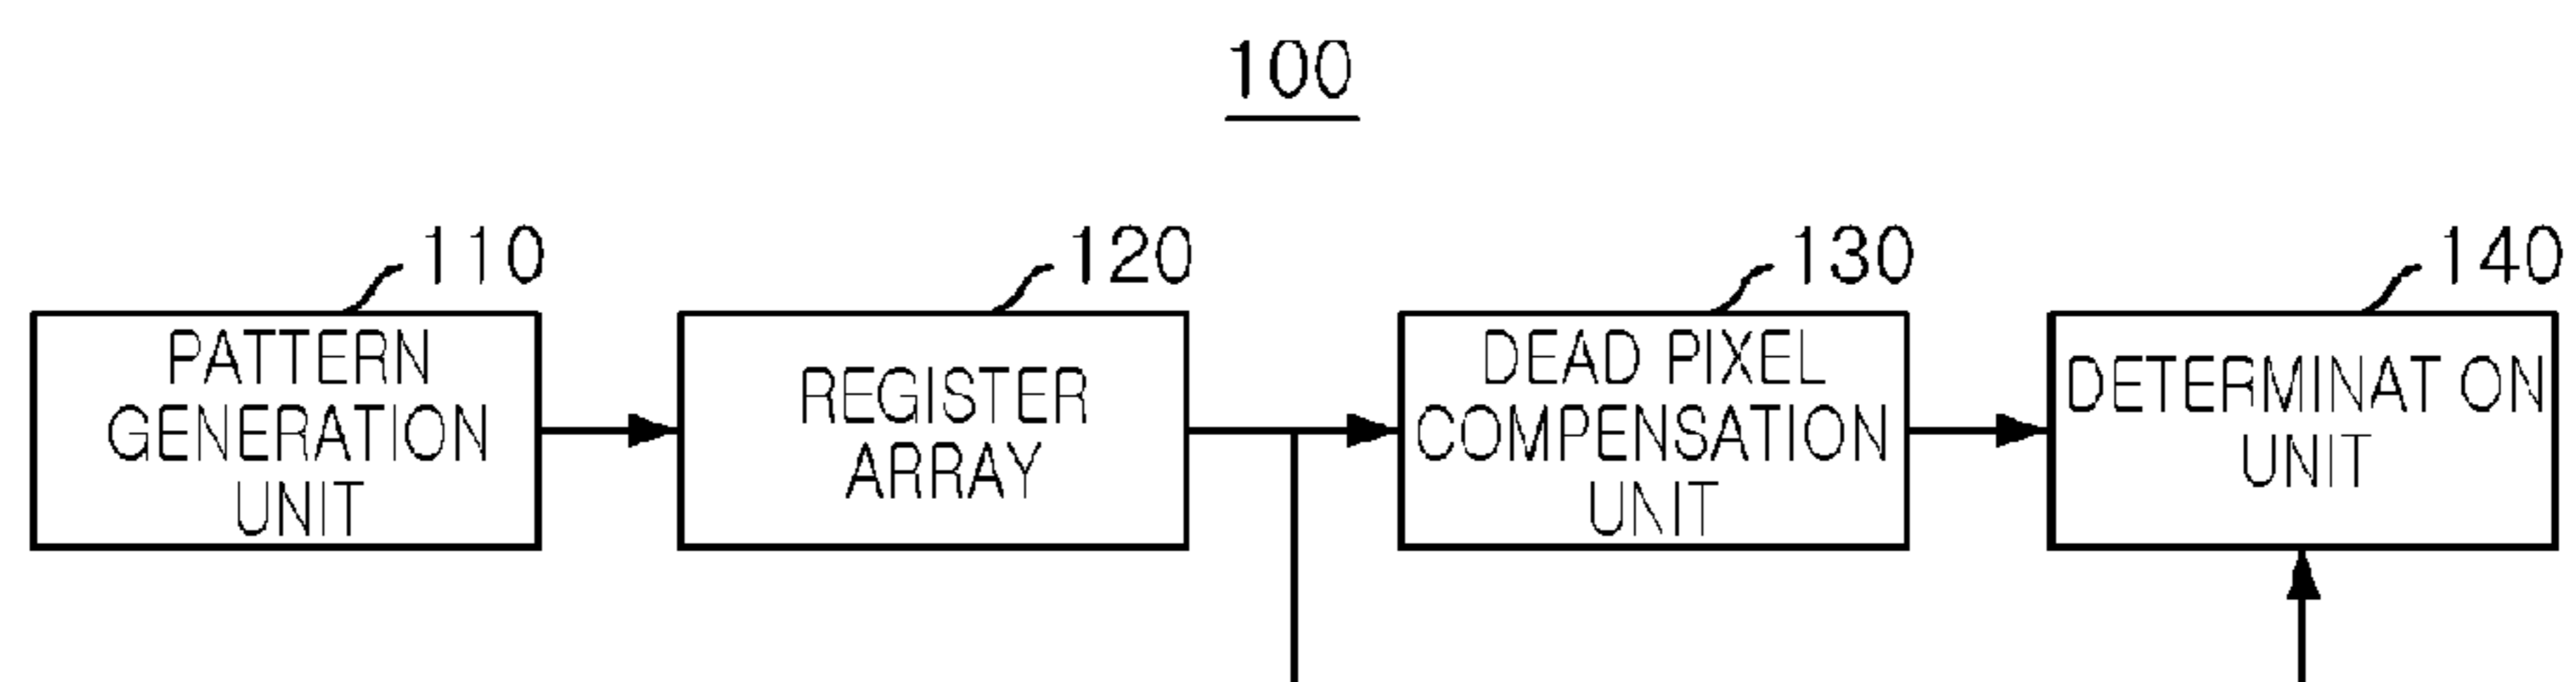 100
110
120
130
140
PATTERN
GENERATION
UNIT
REGISTER
ARRAY
DEAD PIXEL
COMPENSATION
UNIT
DETERMINAT ON
UNIT